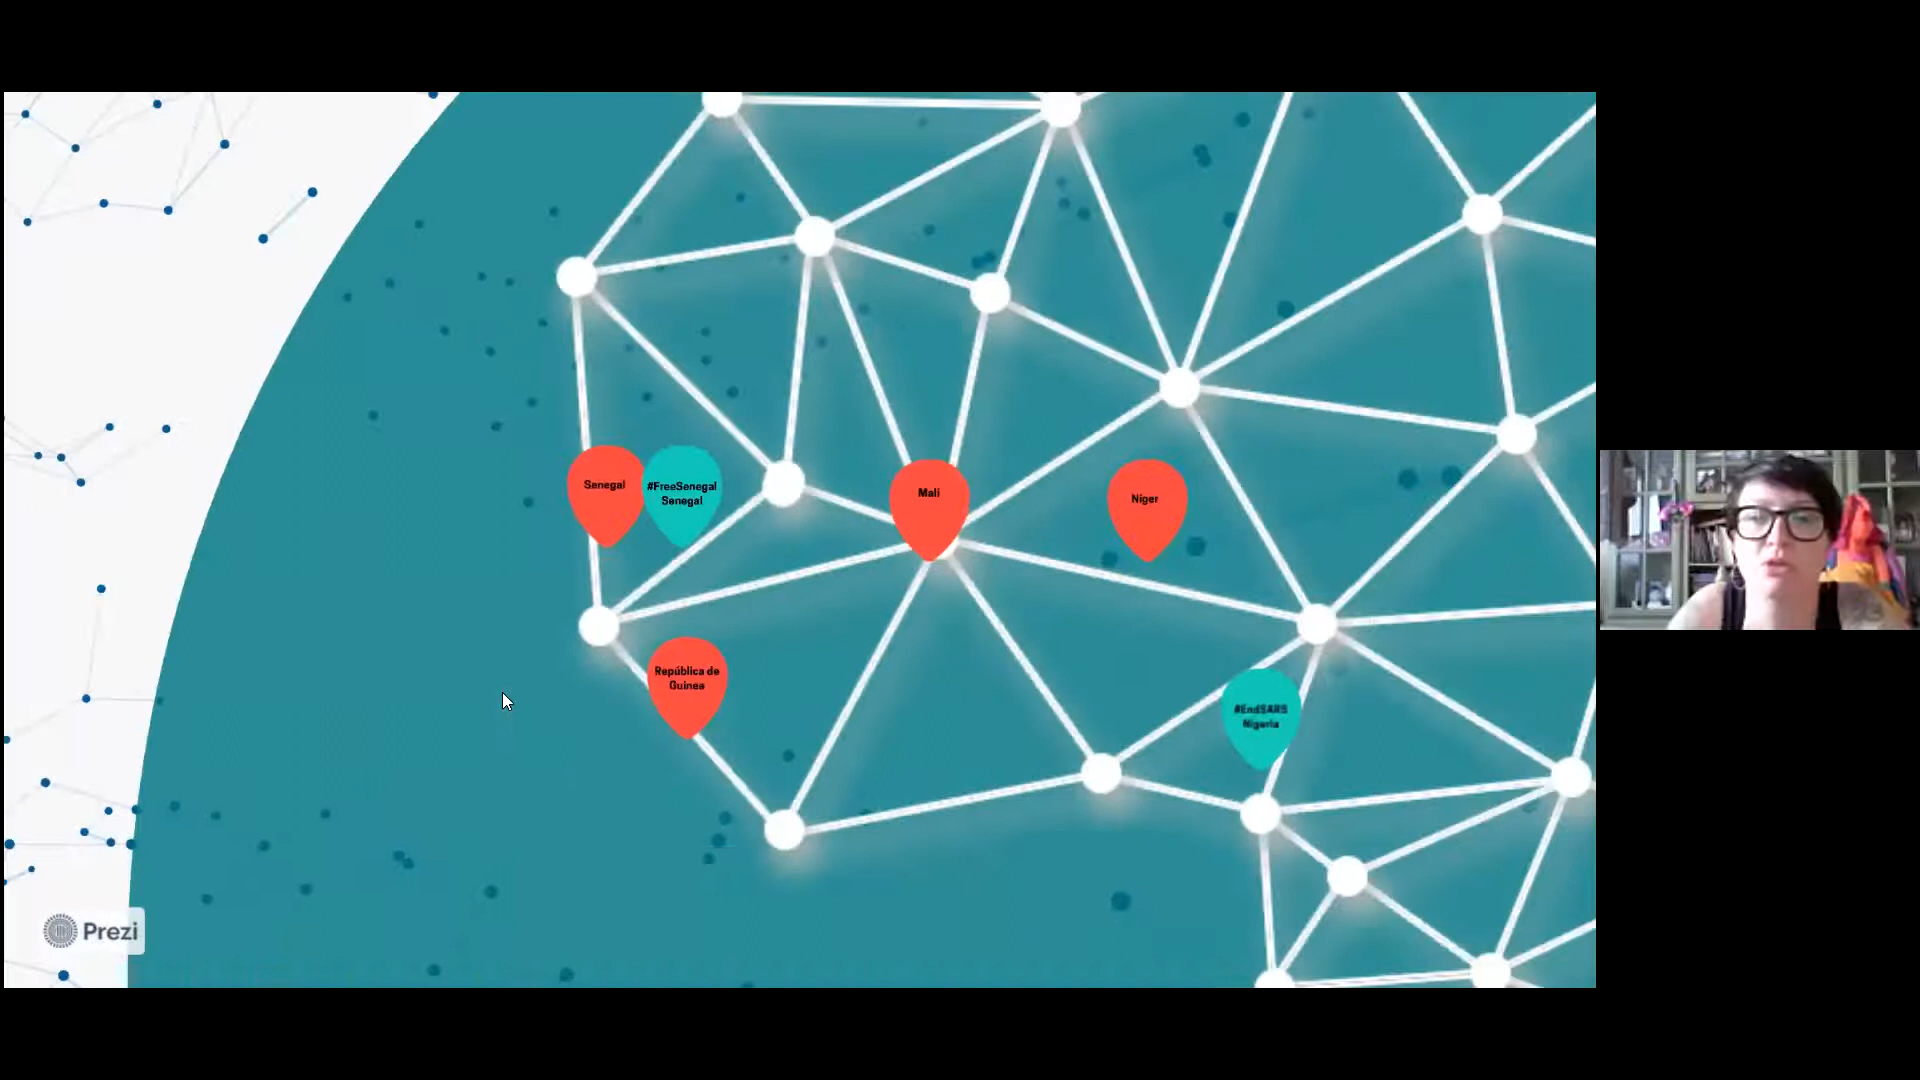 Senegal
#FreeSenegal
Senegal
Mali
Niger
República de
Guinea
#EndSARS
Nigeria
Prezi